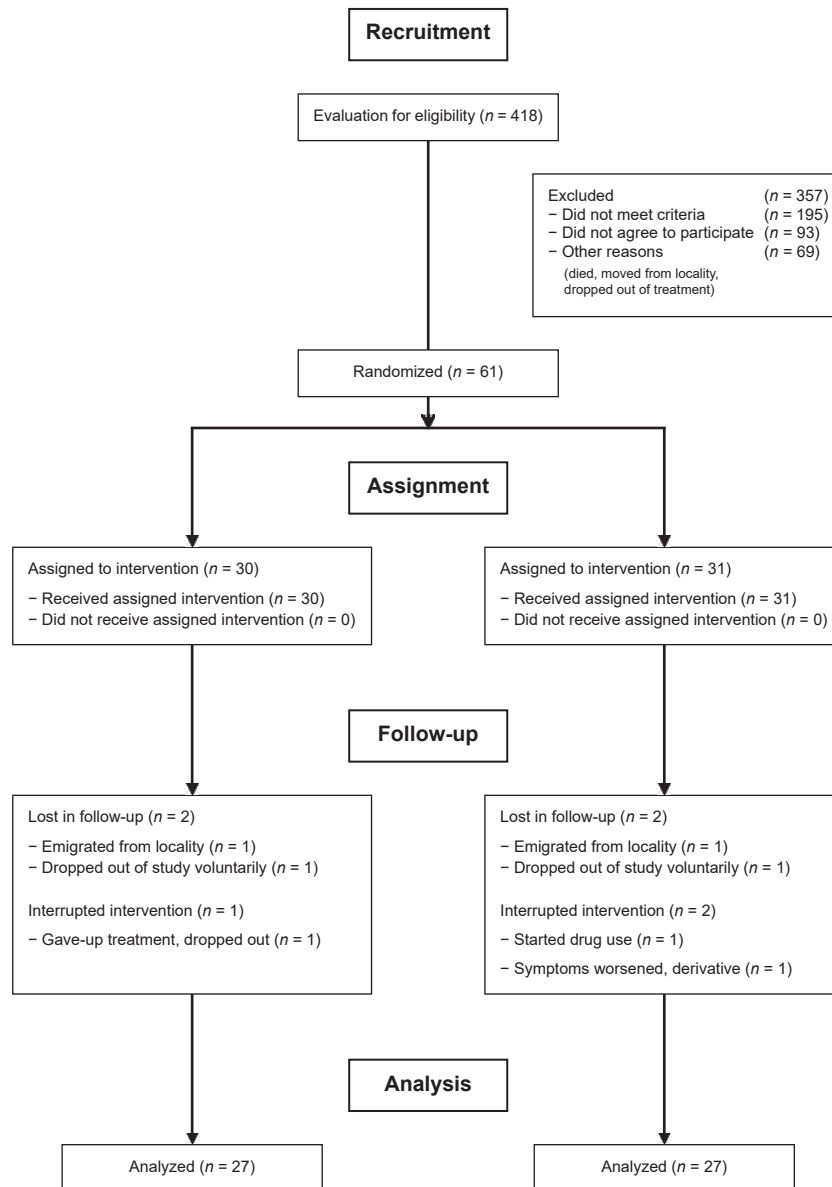 Recruitment
Evaluation for eligibility (n = 418)
Excluded (n = 357)
− Did not meet criteria (n = 195)
− Did not agree to participate (n = 93)
− Other reasons (n = 69)
(died, moved from locality,
dropped out of treatment)
Randomized (n = 61)
Assignment
Assigned to intervention (n = 30)
− Received assigned intervention (n = 30)
− Did not receive assigned intervention (n = 0)
Assigned to intervention (n = 31)
− Received assigned intervention (n = 31)
− Did not receive assigned intervention (n = 0)
Follow-up
Lost in follow-up (n = 2)
− Emigrated from locality (n = 1)
− Dropped out of study voluntarily (n = 1)
Interrupted intervention (n = 1)
− Gave-up treatment, dropped out (n = 1)
Lost in follow-up (n = 2)
− Emigrated from locality (n = 1)
− Dropped out of study voluntarily (n = 1)
Interrupted intervention (n = 2)
− Started drug use (n = 1)
− Symptoms worsened, derivative (n = 1)
Analysis
Analyzed (n = 27)
Analyzed (n = 27)